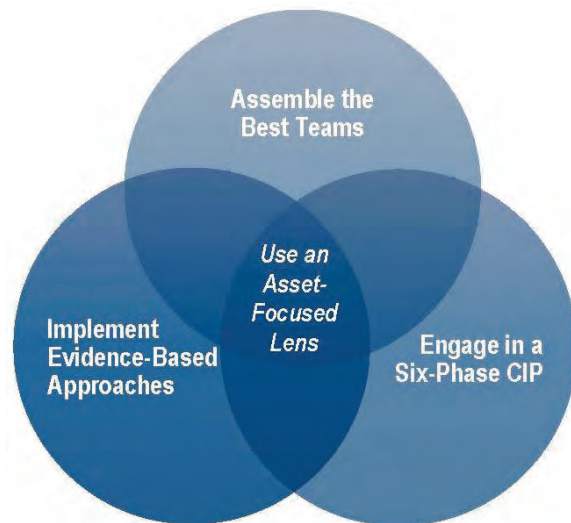 Assemble the
Best Teams
Use an
Asset-
Focused
Lens
Implement
Evidence-Based
Approaches
Engage in a
Six-Phase CIP